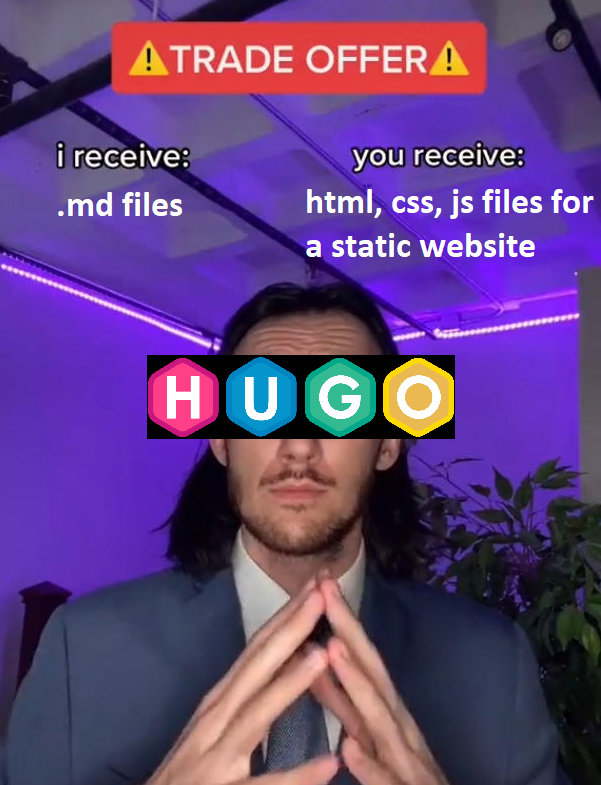 ⚠️TRADE OFFER⚠️
i receive:
you receive:
.md files
html, css, js files for
a static website
HUGO